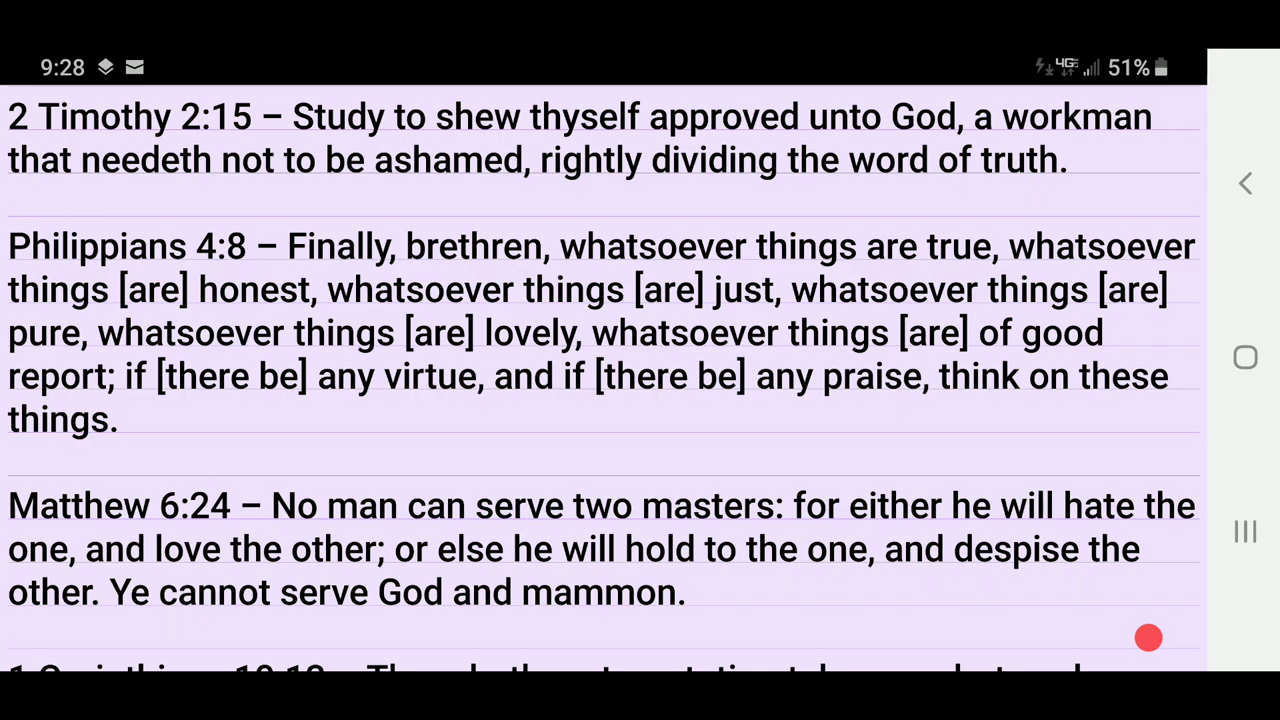 9:28
4G 51%
2 Timothy 2:15 – Study to shew thyself approved unto God, a workman
that needeth not to be ashamed, rightly dividing the word of truth.
Philippians 4:8 – Finally, brethren, whatsoever things are true, whatsoever
things [are] honest, whatsoever things [are] just, whatsoever things [are]
pure, whatsoever things [are] lovely, whatsoever things [are] of good
report; if [there be] any virtue, and if [there be] any praise, think on these
things.
Matthew 6:24 – No man can serve two masters: for either he will hate the
one, and love the other; or else he will hold to the one, and despise the
other. Ye cannot serve God and mammon.